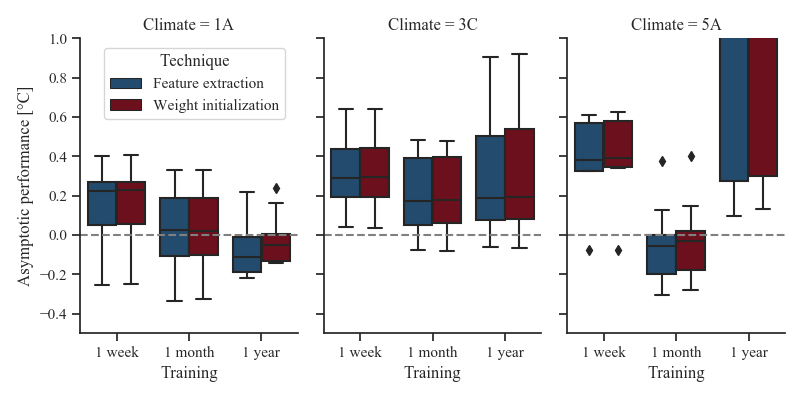 Climate = 1A
Climate = 3C
Climate = 5A
Asymptotic performance [°C]
1.0
0.8
0.6
0.4
0.2
0.0
−0.2
−0.4
Technique
Feature extraction
Weight initialization
1 week 1 month 1 year
1 week 1 month 1 year
1 week 1 month 1 year
Training
Training
Training